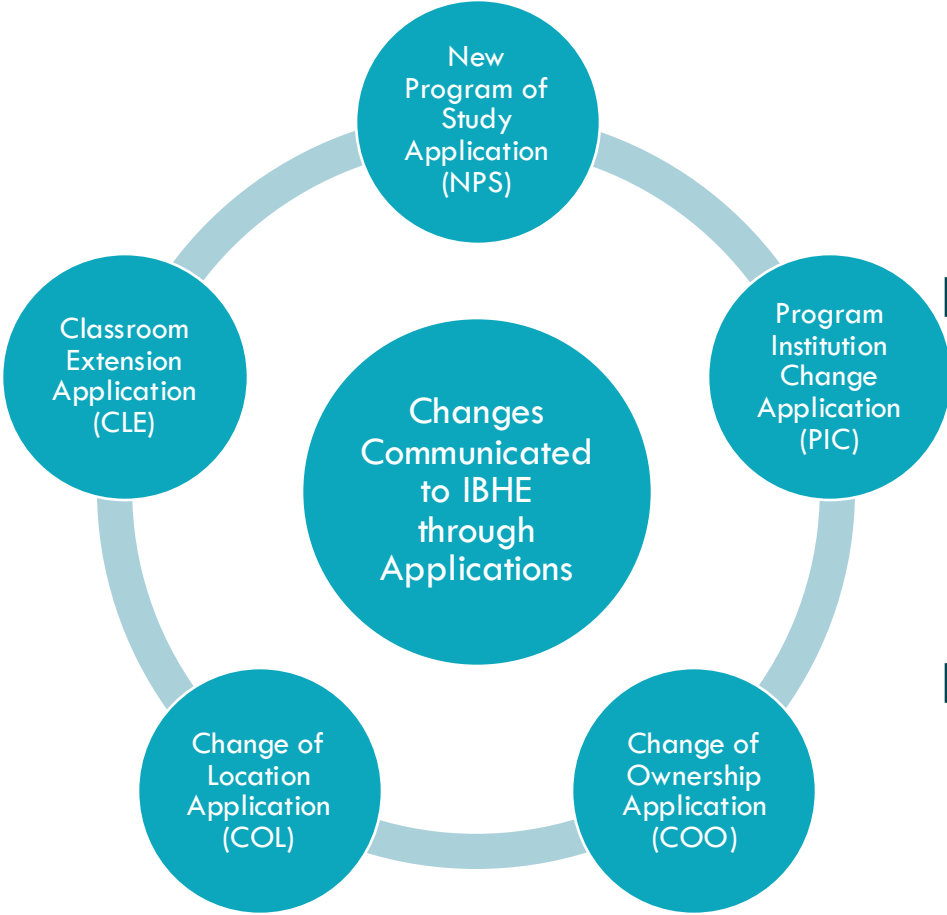 New
Program of
Study
Application
(NPS)
Program
Institution
Change
Application
(PIC)
Change of
Ownership
Application
(COO)
Change of
Location
Application
(COL)
Classroom
Extension
Application
(CLE)
Changes
Communicated
to IBHE
through
Applications